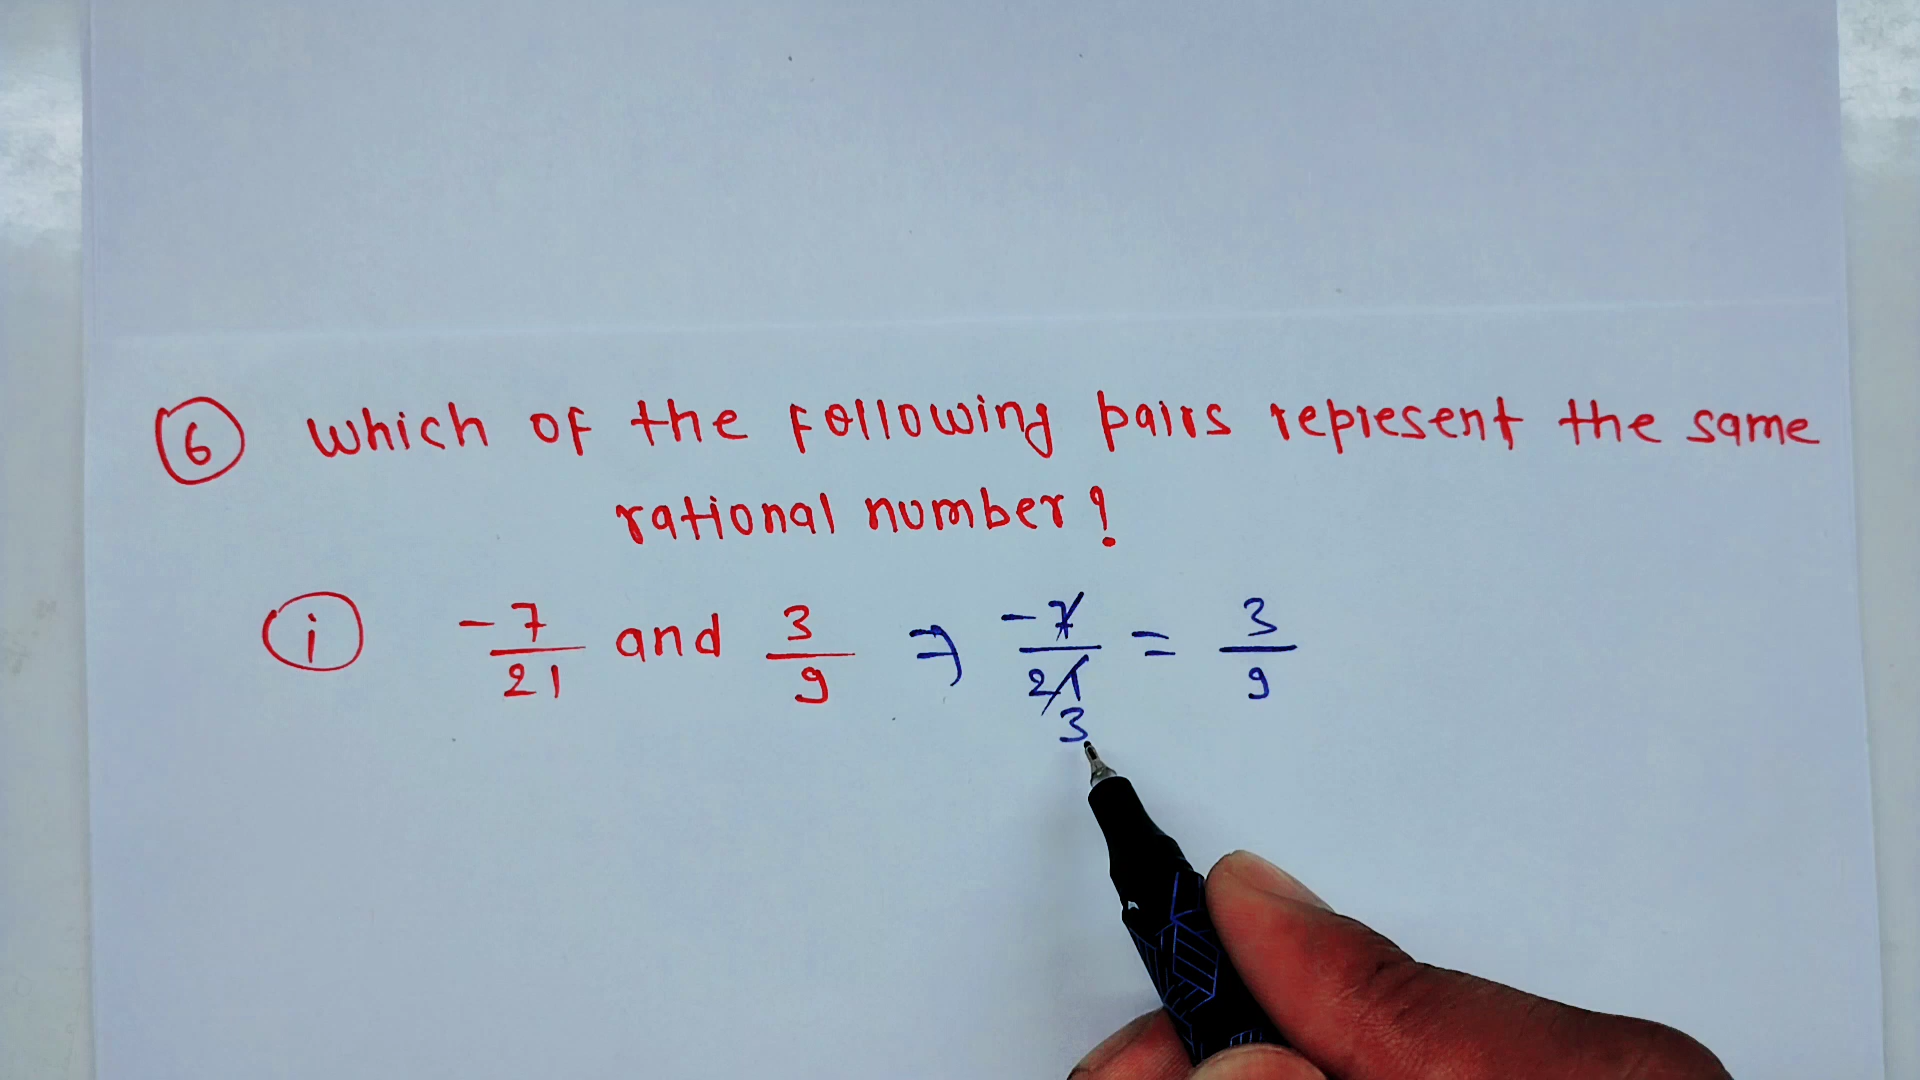 6 Which of the following pairs represent the same
rational number?
i -7/21 and 3/9 ⇒ -7/21 = 3/9
3